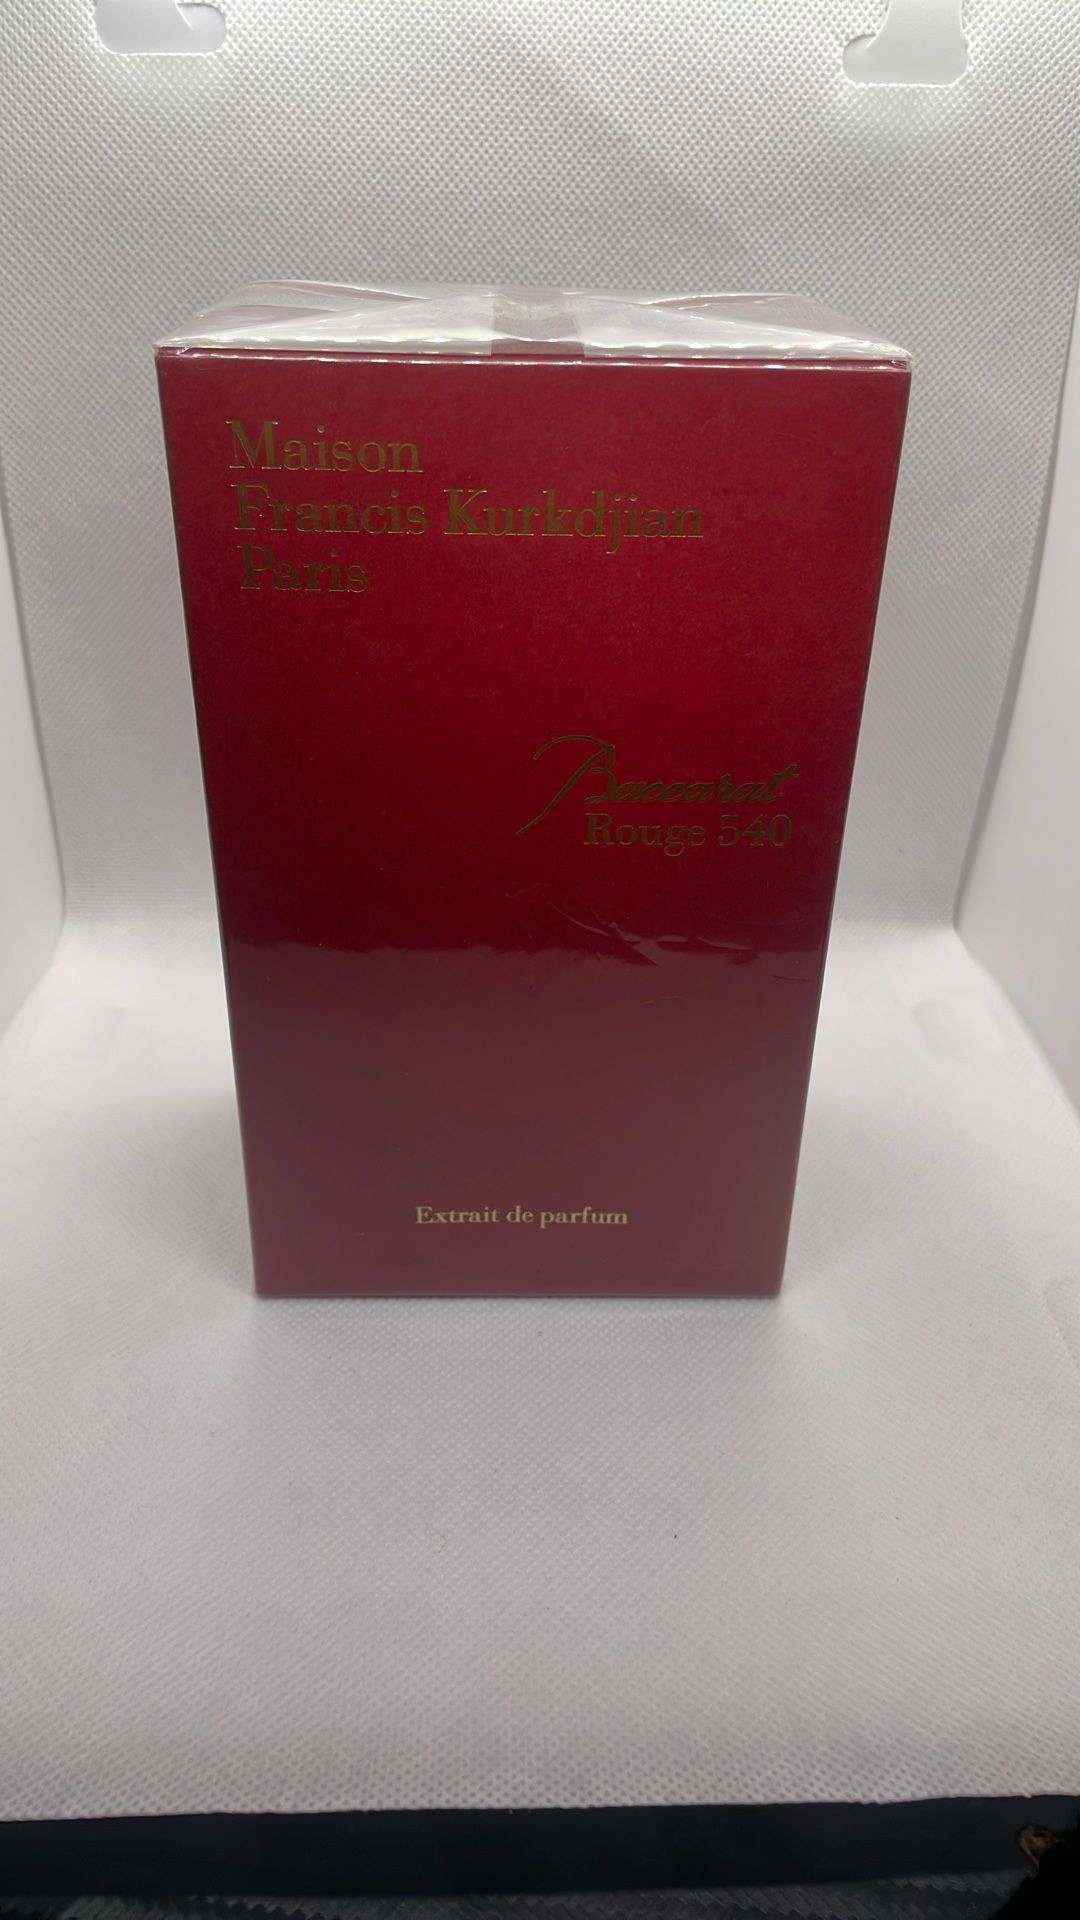 Maison
Francis Kurkdjian
Paris
Baccarat
Rouge 540
Extrait de parfum